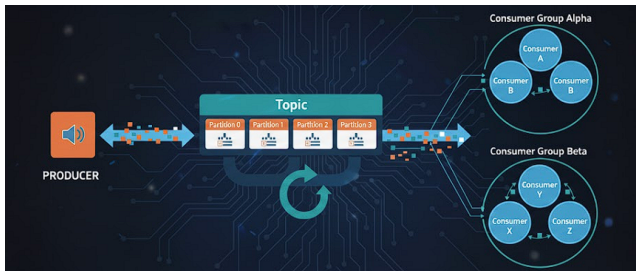 PRODUCER
Topic
Partition 0
Partition 1
Partition 2
Partition 3
Consumer Group Alpha
Consumer
A
Consumer
B
Consumer
B
Consumer Group Beta
Consumer
Y
Consumer
X
Consumer
Z